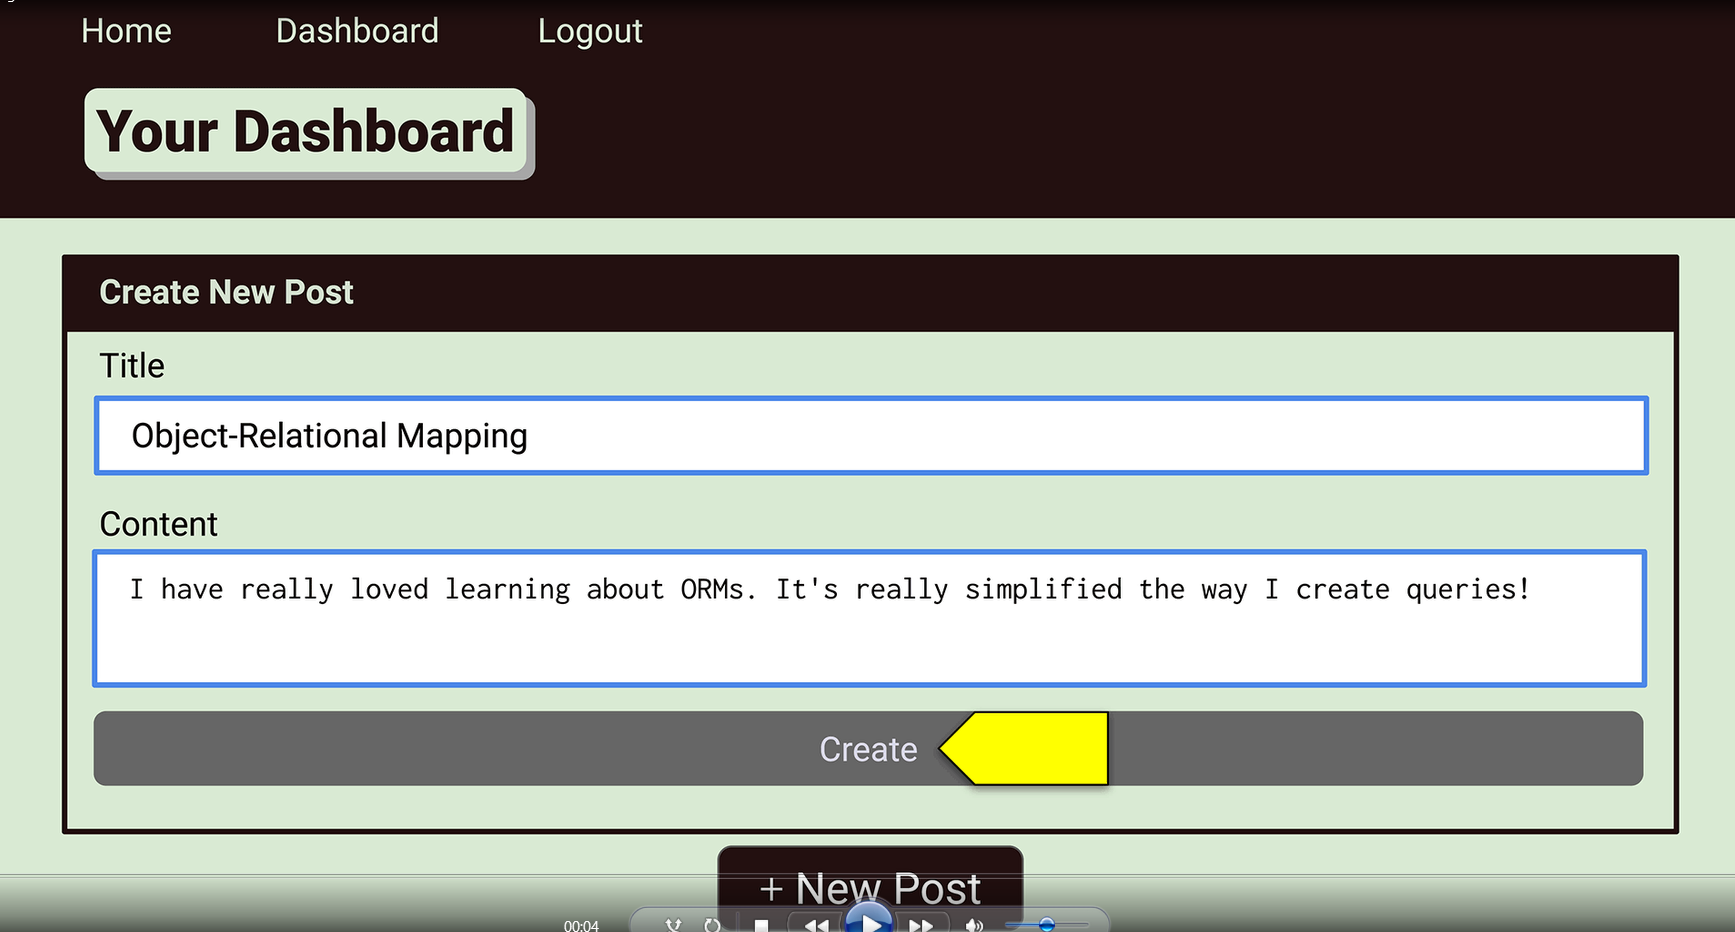 Home Dashboard Logout
Your Dashboard
Create New Post
Title
Object-Relational Mapping
Content
I have really loved learning about ORMs. It's really simplified the way I create queries!
Create
+ New Post
00:04